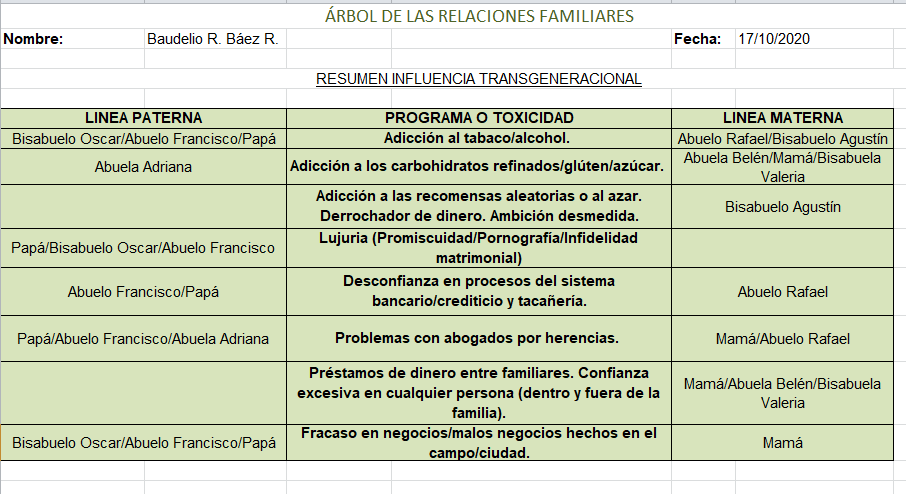 ÁRBOL DE LAS RELACIONES FAMILIARES
Nombre: Baudelio R. Báez R. Fecha: 17/10/2020
RESUMEN INFLUENCIA TRANSGENERACIONAL
LINEA PATERNA PROGRAMA O TOXICIDAD LINEA MATERNA
Bisabuelo Oscar/Abuelo Francisco/Papá Adicción al tabaco/alcohol. Abuelo Rafael/Bisabuelo Agustín
Abuela Adriana Adicción a los carbohidratos refinados/glúten/azúcar. Abuela Belén/Mamá/Bisabuela
Valeria
Adicción a las recomensas aleatorias o al azar.
Derrochador de dinero. Ambición desmedida.
Bisabuelo Agustín
Papá/Bisabuelo Oscar/Abuelo Francisco
Lujuria (Promiscuidad/Pornografía/Infidelidad
matrimonial)
Abuelo Francisco/Papá
Desconfianza en procesos del sistema
bancario/crediticio y tacañería.
Abuelo Rafael
Papá/Abuelo Francisco/Abuela Adriana Problemas con abogados por herencias. Mamá/Abuelo Rafael
Préstamos de dinero entre familiares. Confianza
excesiva en cualquier persona (dentro y fuera de la
familia).
Mamá/Abuela Belén/Bisabuela
Valeria
Bisabuelo Oscar/Abuelo Francisco/Papá
Fracaso en negocios/malos negocios hechos en el
campo/ciudad.
Mamá